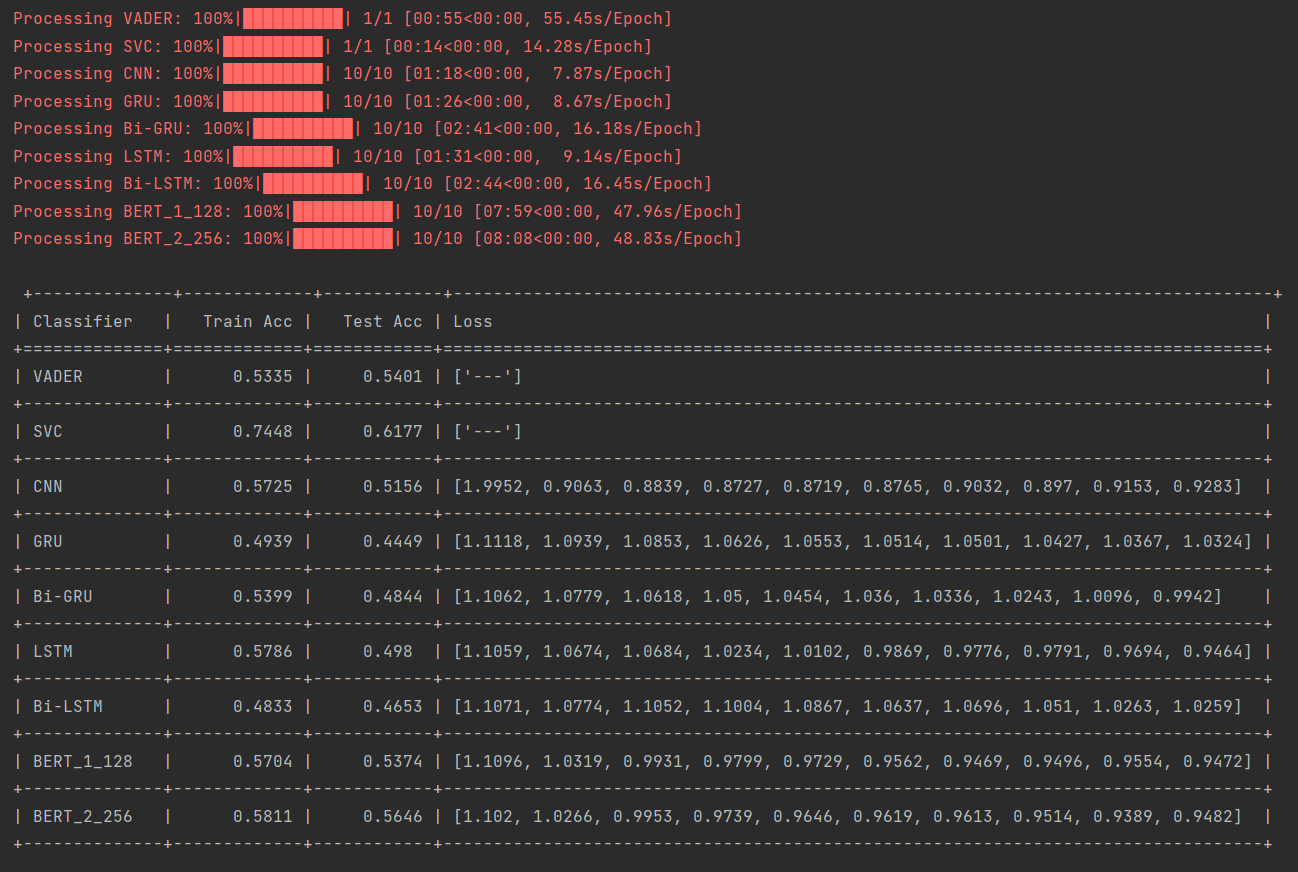 Processing VADER: 100%|██████████| 1/1 [00:55<00:00, 55.45s/Epoch]
Processing SVC: 100%|██████████| 1/1 [00:14<00:00, 14.28s/Epoch]
Processing CNN: 100%|██████████| 10/10 [01:18<00:00,  7.87s/Epoch]
Processing GRU: 100%|██████████| 10/10 [01:26<00:00,  8.67s/Epoch]
Processing Bi-GRU: 100%|██████████| 10/10 [02:41<00:00, 16.18s/Epoch]
Processing LSTM: 100%|██████████| 10/10 [01:31<00:00,  9.14s/Epoch]
Processing Bi-LSTM: 100%|██████████| 10/10 [02:44<00:00, 16.45s/Epoch]
Processing BERT_1_128: 100%|██████████| 10/10 [07:59<00:00, 47.96s/Epoch]
Processing BERT_2_256: 100%|██████████| 10/10 [08:08<00:00, 48.83s/Epoch]
| Classifier   |   Train Acc |   Test Acc | Loss |
| VADER        |      0.5335 |     0.5401 | ['---'] |
| SVC          |      0.7448 |     0.6177 | ['---'] |
| CNN          |      0.5725 |     0.5156 | [1.9952, 0.9063, 0.8839, 0.8727, 0.8719, 0.8765, 0.9032, 0.897, 0.9153, 0.9283]  |
| GRU          |      0.4939 |     0.4449 | [1.1118, 1.0939, 1.0853, 1.0626, 1.0553, 1.0514, 1.0501, 1.0427, 1.0367, 1.0324] |
| Bi-GRU       |      0.5399 |     0.4844 | [1.1062, 1.0779, 1.0618, 1.05, 1.0454, 1.036, 1.0336, 1.0243, 1.0096, 0.9942]    |
| LSTM         |      0.5786 |     0.498  | [1.1059, 1.0674, 1.0684, 1.0234, 1.0102, 0.9869, 0.9776, 0.9791, 0.9694, 0.9464] |
| Bi-LSTM      |      0.4833 |     0.4653 | [1.1071, 1.0774, 1.1052, 1.1004, 1.0867, 1.0637, 1.0696, 1.051, 1.0263, 1.0259]  |
| BERT_1_128   |      0.5704 |     0.5374 | [1.1096, 1.0319, 0.9931, 0.9799, 0.9729, 0.9562, 0.9469, 0.9496, 0.9554, 0.9472] |
| BERT_2_256   |      0.5811 |     0.5646 | [1.102, 1.0266, 0.9953, 0.9739, 0.9646, 0.9619, 0.9613, 0.9514, 0.9389, 0.9482]  |